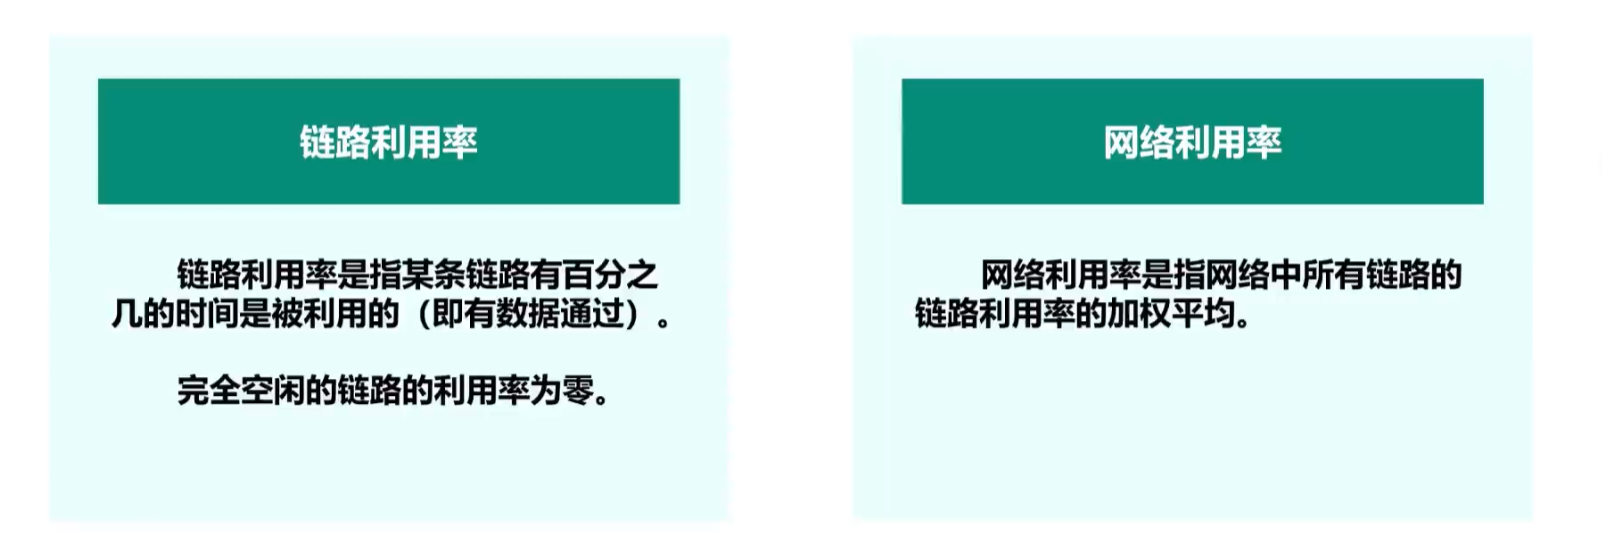 链路利用率
链路利用率是指某条链路有百分之
几的时间是被利用的（即有数据通过）。
完全空闲的链路的利用率为零。
网络利用率
网络利用率是指网络中所有链路的
链路利用率的加权平均。